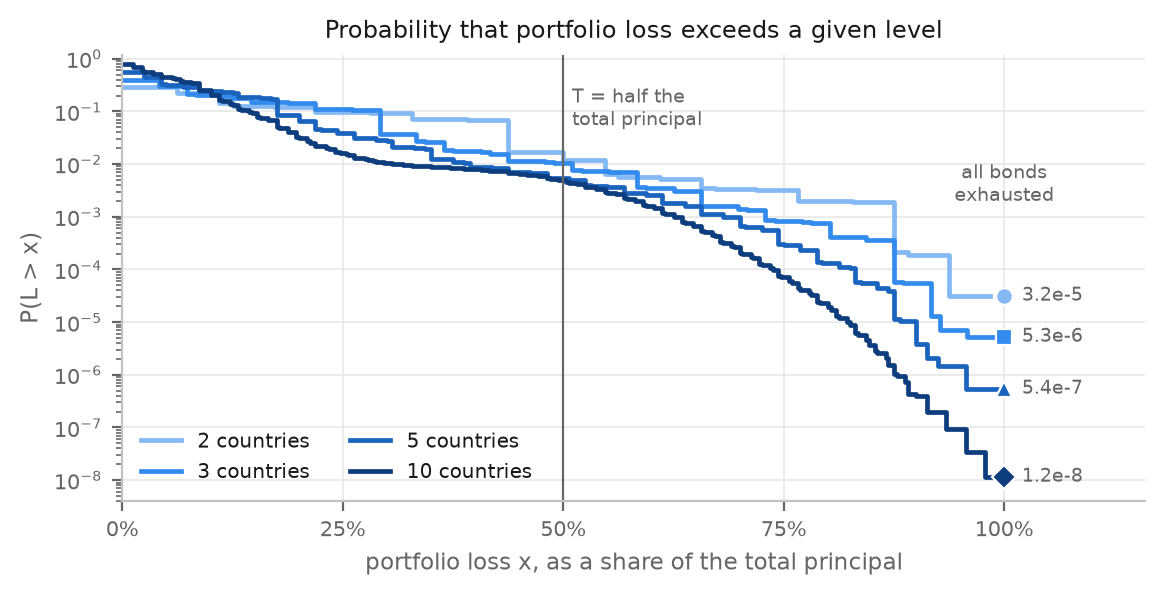 Probability that portfolio loss exceeds a given level
P(L > x)
10⁰
10⁻¹
10⁻²
10⁻³
10⁻⁴
10⁻⁵
10⁻⁶
10⁻⁷
10⁻⁸
T = half the
total principal
all bonds
exhausted
3.2e-5
5.3e-6
5.4e-7
1.2e-8
2 countries
3 countries
5 countries
10 countries
0%
25%
50%
75%
100%
portfolio loss x, as a share of the total principal